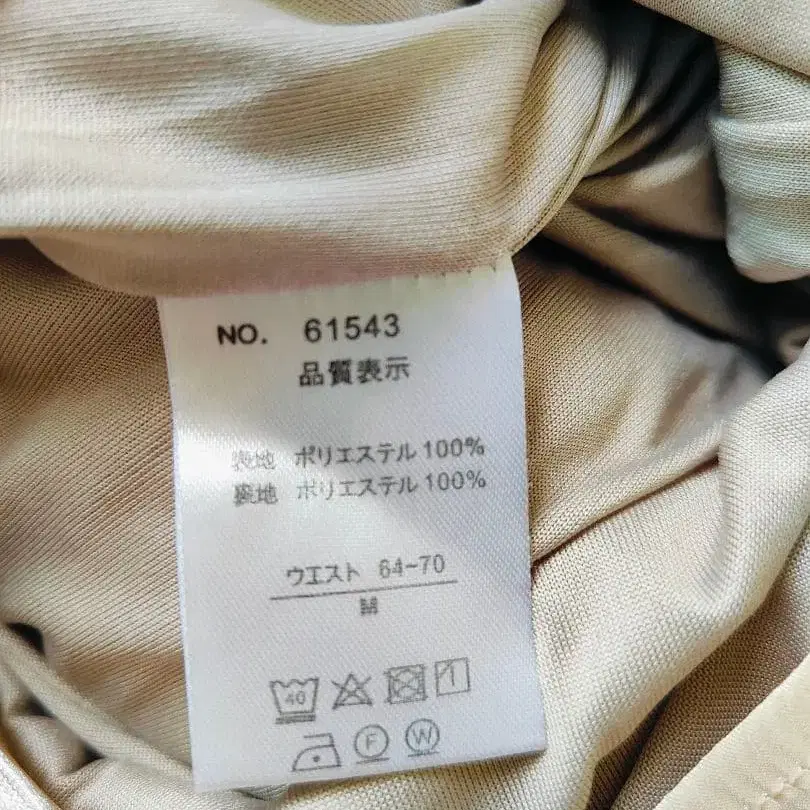 NO. 61543
品質表示
表地 ポリエステル 100%
裏地 ポリエステル 100%
ウエスト 64-70
M
40
F W